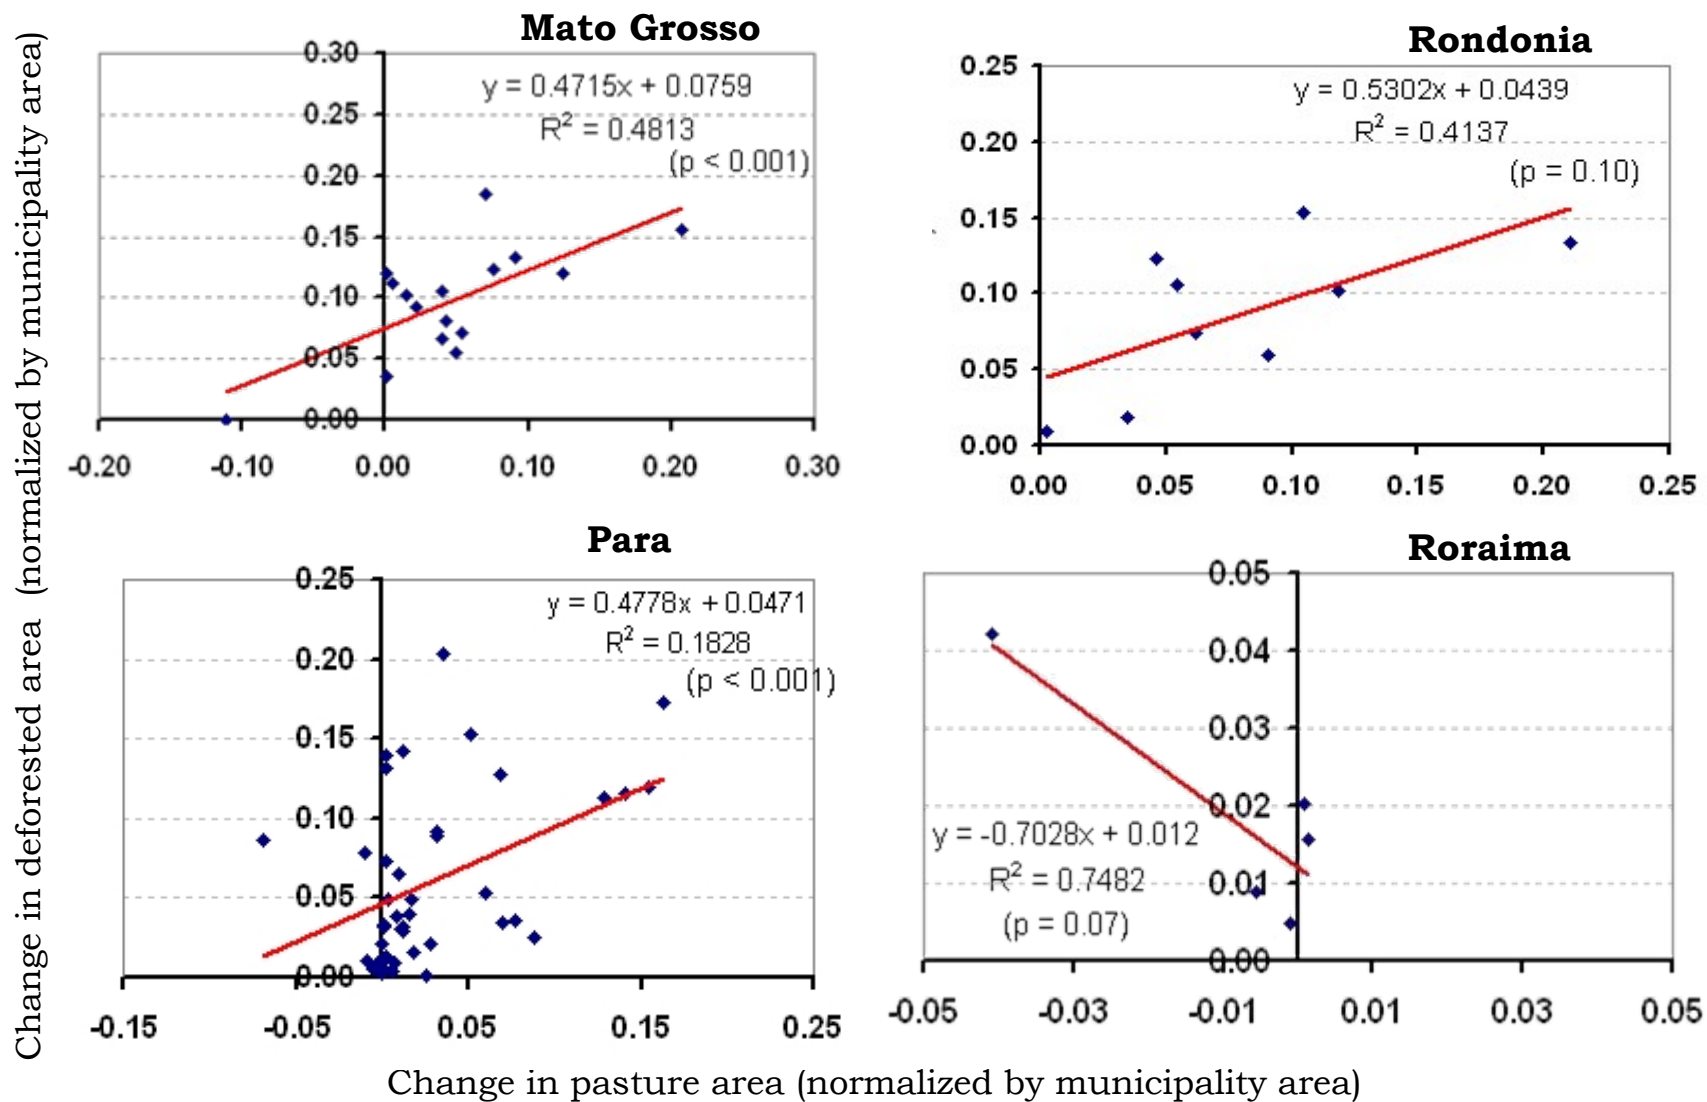 Change in deforested area (normalized by municipality area)
Mato Grosso
y = 0.4715x + 0.0759
R² = 0.4813
(p < 0.001)
0.30
0.25
0.20
0.15
0.10
0.05
0.00
-0.20 -0.10 0.00 0.10 0.20 0.30
Rondonia
y = 0.5302x + 0.0439
R² = 0.4137
(p = 0.10)
0.25
0.20
0.15
0.10
0.05
0.00
0.00 0.05 0.10 0.15 0.20 0.25
Para
y = 0.4778x + 0.0471
R² = 0.1828
(p < 0.001)
0.25
0.20
0.15
0.10
0.05
0.00
-0.15 -0.05 0.05 0.15 0.25
Roraima
0.05
0.04
0.03
0.02
0.01
0.00
y = -0.7028x + 0.012
R² = 0.7482
(p = 0.07)
-0.05 -0.03 -0.01 0.01 0.03 0.05
Change in pasture area (normalized by municipality area)